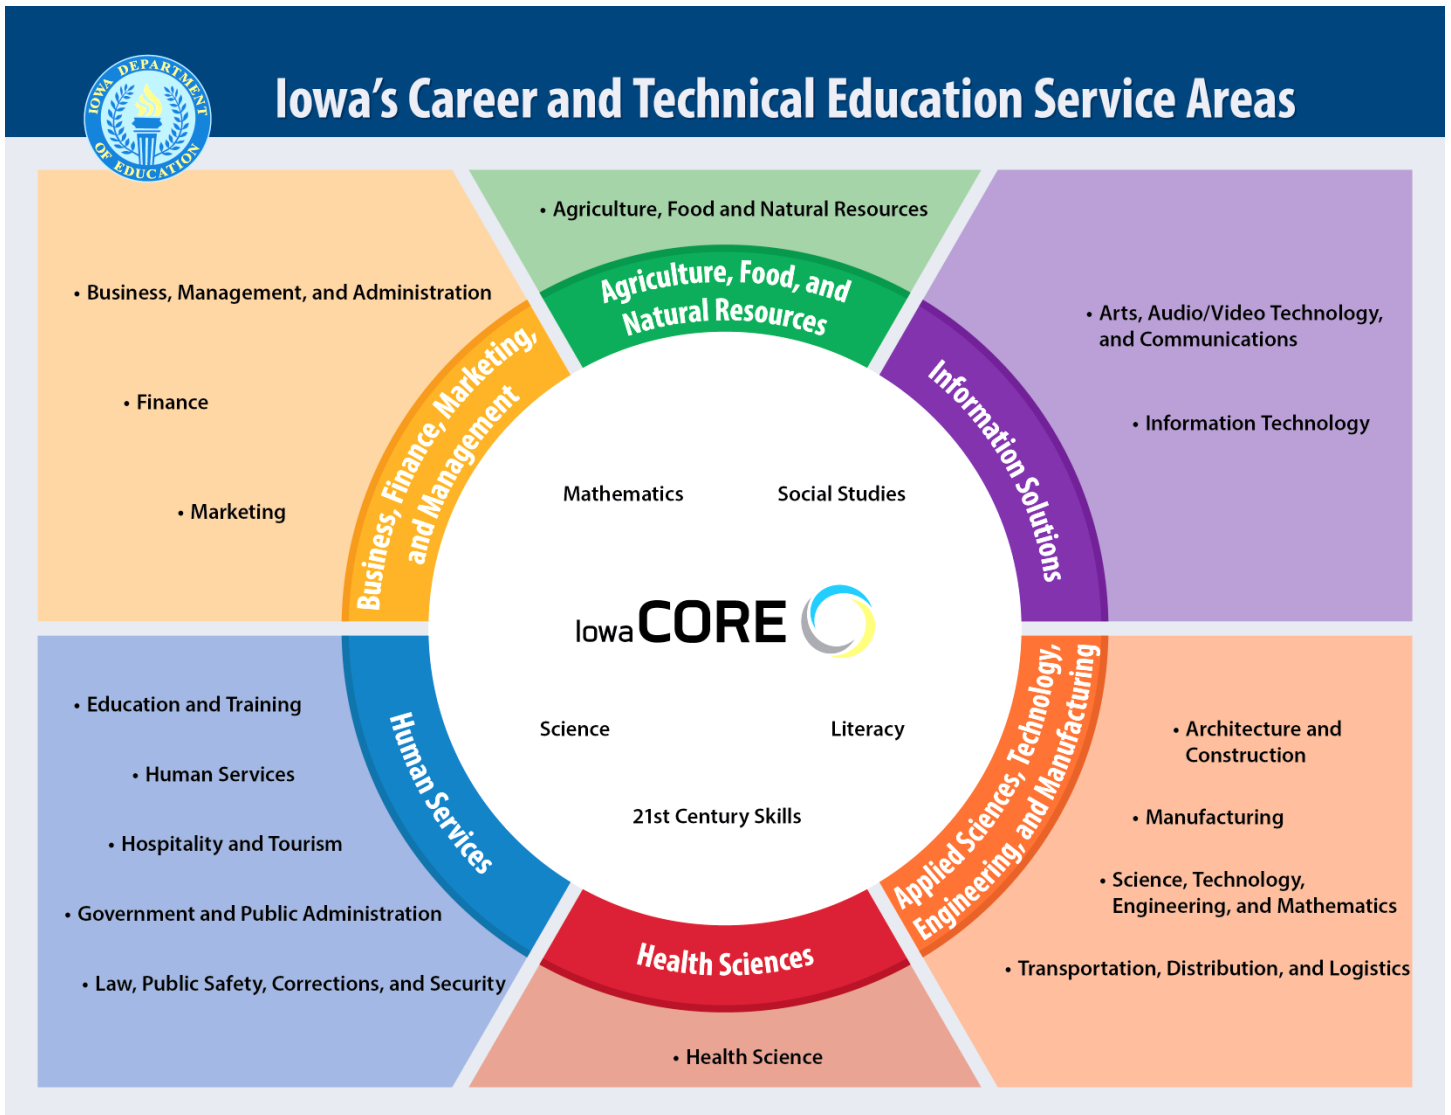 IOWA DEPARTMENT
OF EDUCATION
Iowa's Career and Technical Education Service Areas
• Agriculture, Food and Natural Resources
Agriculture, Food, and
Natural Resources
• Business, Management, and Administration
• Finance
• Marketing
Business, Finance, Marketing,
and Management
• Arts, Audio/Video Technology,
and Communications
• Information Technology
Information Solutions
Mathematics
Social Studies
Iowa CORE
Science
Literacy
21st Century Skills
• Education and Training
• Human Services
• Hospitality and Tourism
• Government and Public Administration
• Law, Public Safety, Corrections, and Security
Human Services
Applied Sciences, Technology,
Engineering, and Manufacturing
• Architecture and
Construction
• Manufacturing
• Science, Technology,
Engineering, and Mathematics
• Transportation, Distribution, and Logistics
Health Sciences
• Health Science